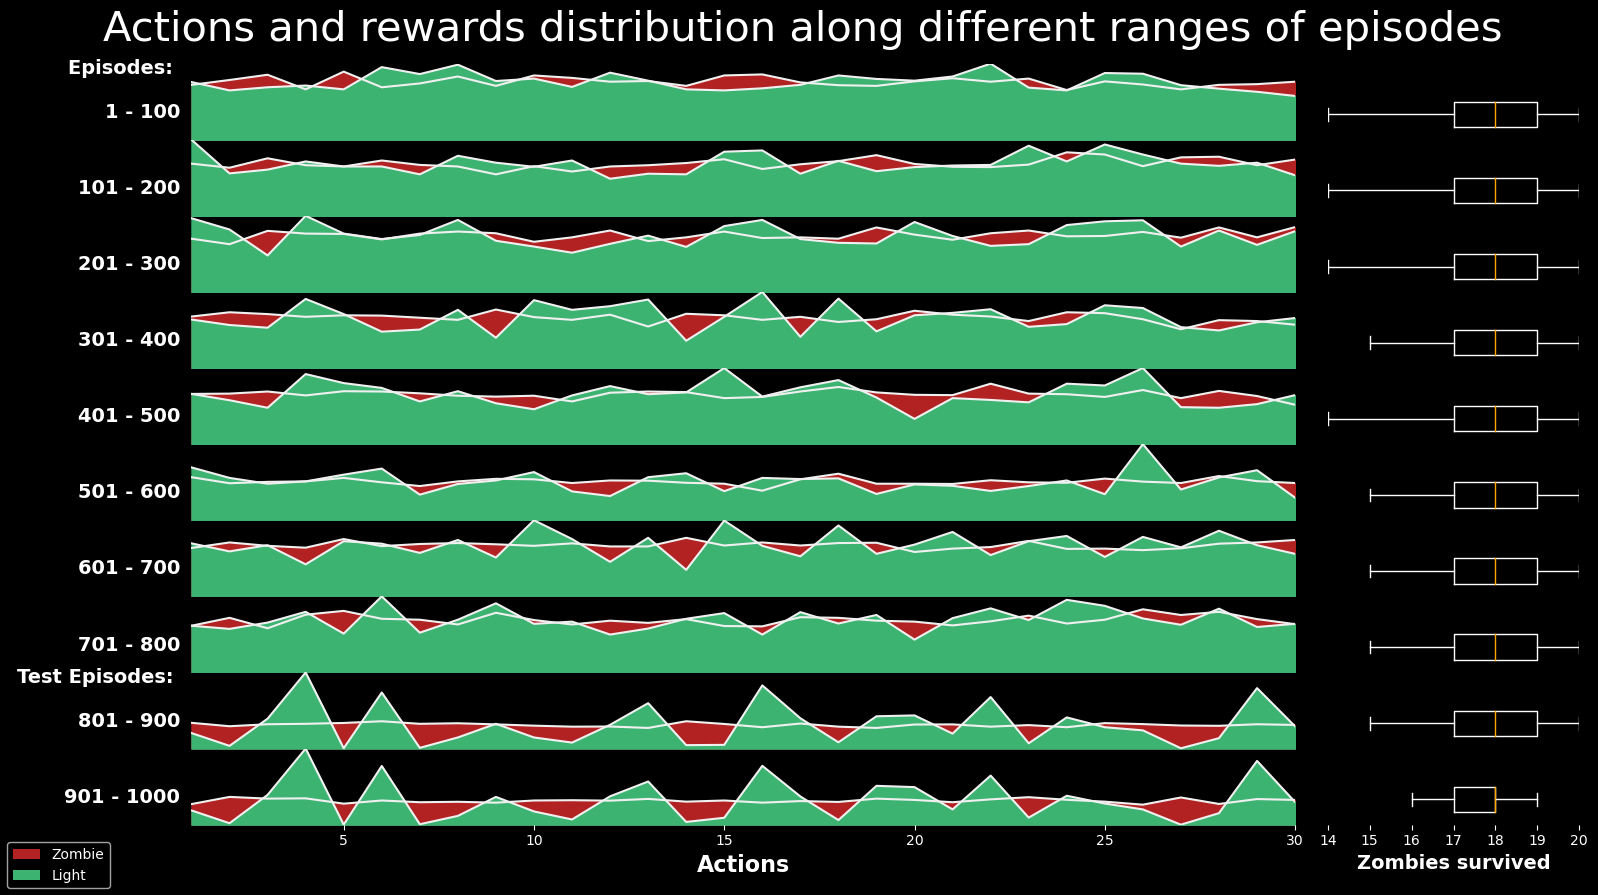 Actions and rewards distribution along different ranges of episodes
Episodes:
1 - 100
101 - 200
201 - 300
301 - 400
401 - 500
501 - 600
601 - 700
701 - 800
Test Episodes:
801 - 900
901 - 1000
5 10 15 20 25 30
14 15 16 17 18 19 20
Actions
Zombies survived
Zombie
Light